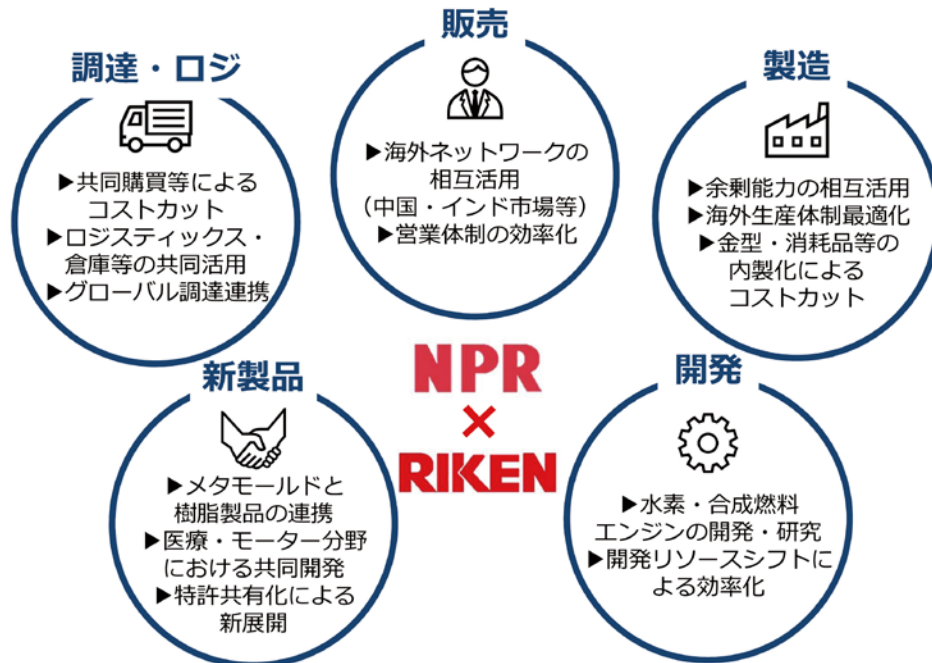 調達・ロジ
▶共同購買等による
コストカット
▶ロジスティックス・
倉庫等の共同活用
▶グローバル調達連携
販売
▶海外ネットワークの
相互活用
（中国・インド市場等）
▶営業体制の効率化
製造
▶余剰能力の相互活用
▶海外生産体制最適化
▶金型・消耗品等の
内製化による
コストカット
新製品
▶メタモールドと
樹脂製品の連携
▶医療・モーター分野
における共同開発
▶特許共有化による
新展開
NPR
×
RIKEN
開発
▶水素・合成燃料
エンジンの開発・研究
▶開発リソースシフトに
よる効率化